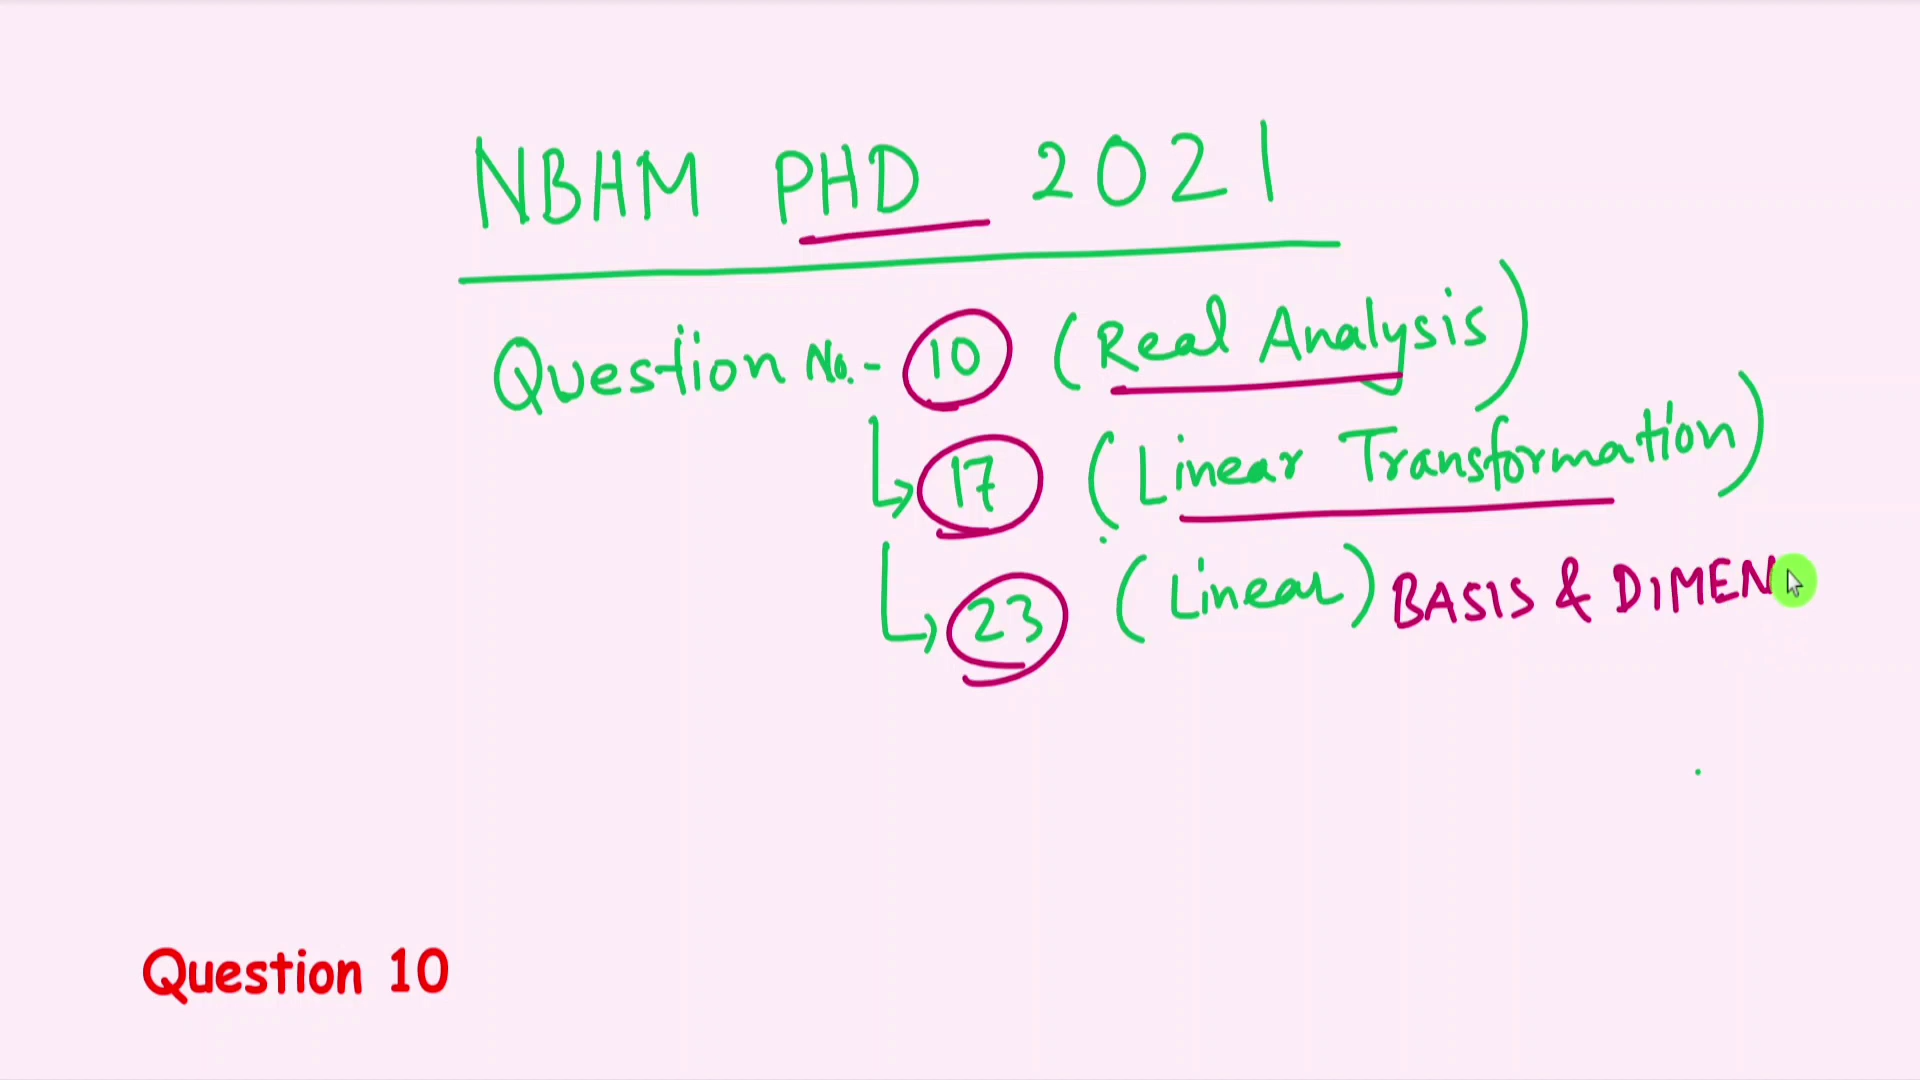 NBHM PHD 2021
Question No.- 10 (Real Analysis)
17 (Linear Transformation)
23 (Linear) BASIS & DIMEN
Question 10